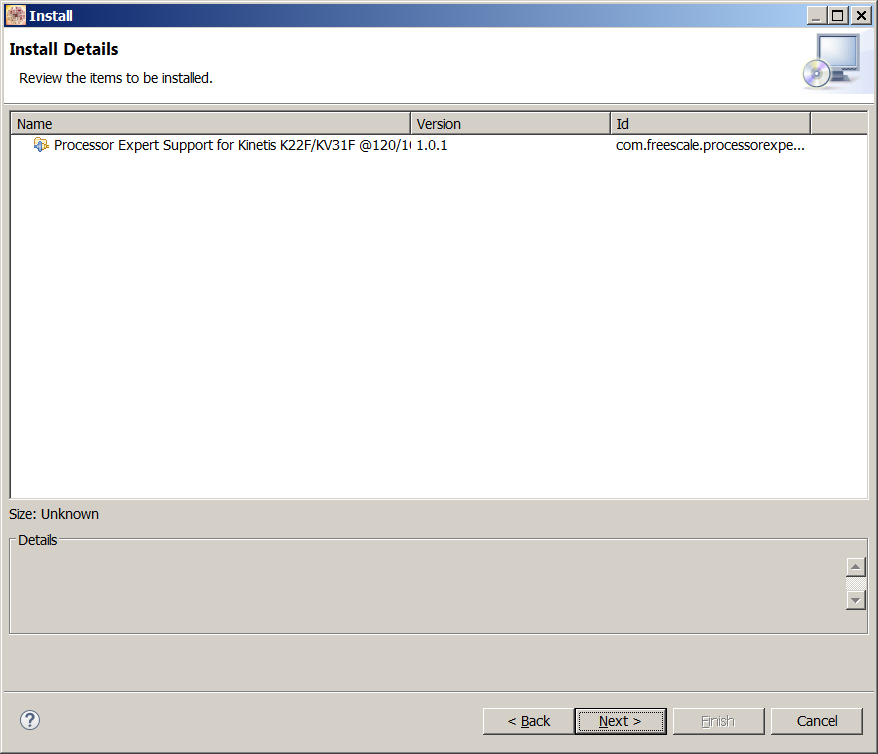 Install
Install Details
Review the items to be installed.
Name Version Id
Processor Expert Support for Kinetis K22F/KV31F @120/1 1.0.1 com.freescale.processorexpe...
Size: Unknown
Details
? < Back Next > Finish Cancel